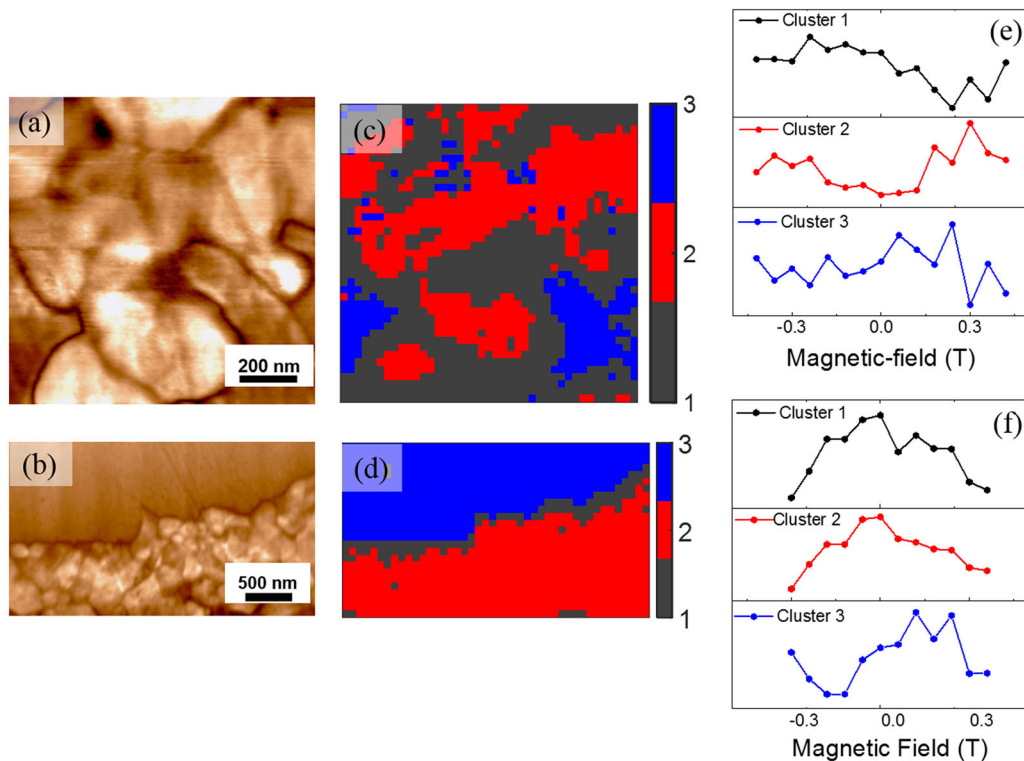 (a)
200 nm
(b)
500 nm
(c)
3
2
1
(d)
3
2
1
(e)
Cluster 1
Cluster 2
Cluster 3
-0.3 0.0 0.3
Magnetic-field (T)
(f)
Cluster 1
Cluster 2
Cluster 3
-0.3 0.0 0.3
Magnetic Field (T)